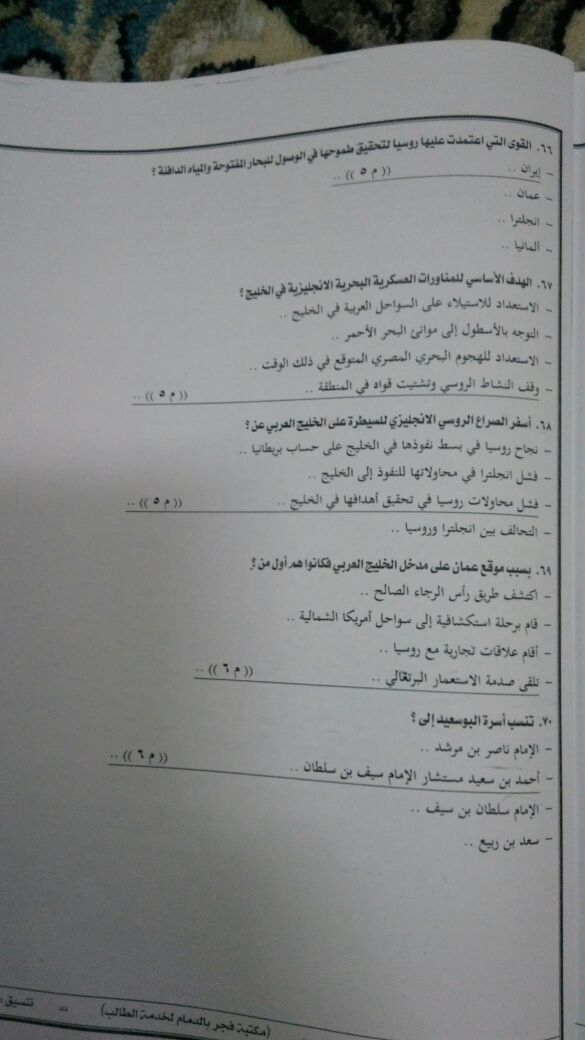 ٦٦. القوى التي اعتمدت عليها روسيا لتحقيق طموحها في الوصول للبحار المفتوحة والمياه الدافئة ؟
- إيران .. (( م ٥ )) ..
- عمان ..
- انجلترا ..
- ألمانيا ..
٦٧. الهدف الأساسي للمناورات العسكرية البحرية الانجليزية في الخليج ؟
- الاستعداد للاستيلاء على السواحل العربية في الخليج ..
- التوجه بالأسطول إلى موانئ البحر الأحمر ..
- الاستعداد للهجوم البحري المصري المتوقع في ذلك الوقت ..
- وقف النشاط الروسي وتشتيت قواه في المنطقة .. (( م ٥ )) ..
٦٨. أسفر الصراع الروسي الانجليزي للسيطرة على الخليج العربي عن ؟
- نجاح روسيا في بسط نفوذها في الخليج على حساب بريطانيا ..
- فشل انجلترا في محاولاتها للنفوذ إلى الخليج ..
- فشل محاولات روسيا في تحقيق أهدافها في الخليج .. (( م ٥ )) ..
- التحالف بين انجلترا وروسيا ..
٦٩. بسبب موقع عمان على مدخل الخليج العربي فكانوا هم أول من ؟
- اكتشف طريق رأس الرجاء الصالح ..
- قام برحلة استكشافية إلى سواحل أمريكا الشمالية ..
- أقام علاقات تجارية مع روسيا ..
- تلقى صدمة الاستعمار البرتغالي .. (( م ٦ )) ..
٧٠. تنسب أسرة البوسعيد إلى ؟
- الإمام ناصر بن مرشد ..
- أحمد بن سعيد مستشار الإمام سيف بن سلطان .. (( م ٦ )) ..
- الإمام سلطان بن سيف ..
- سعد بن ربيع ..
(مكتبة فجر بالدمام لخدمة الطالب) ,,,, تنسيق